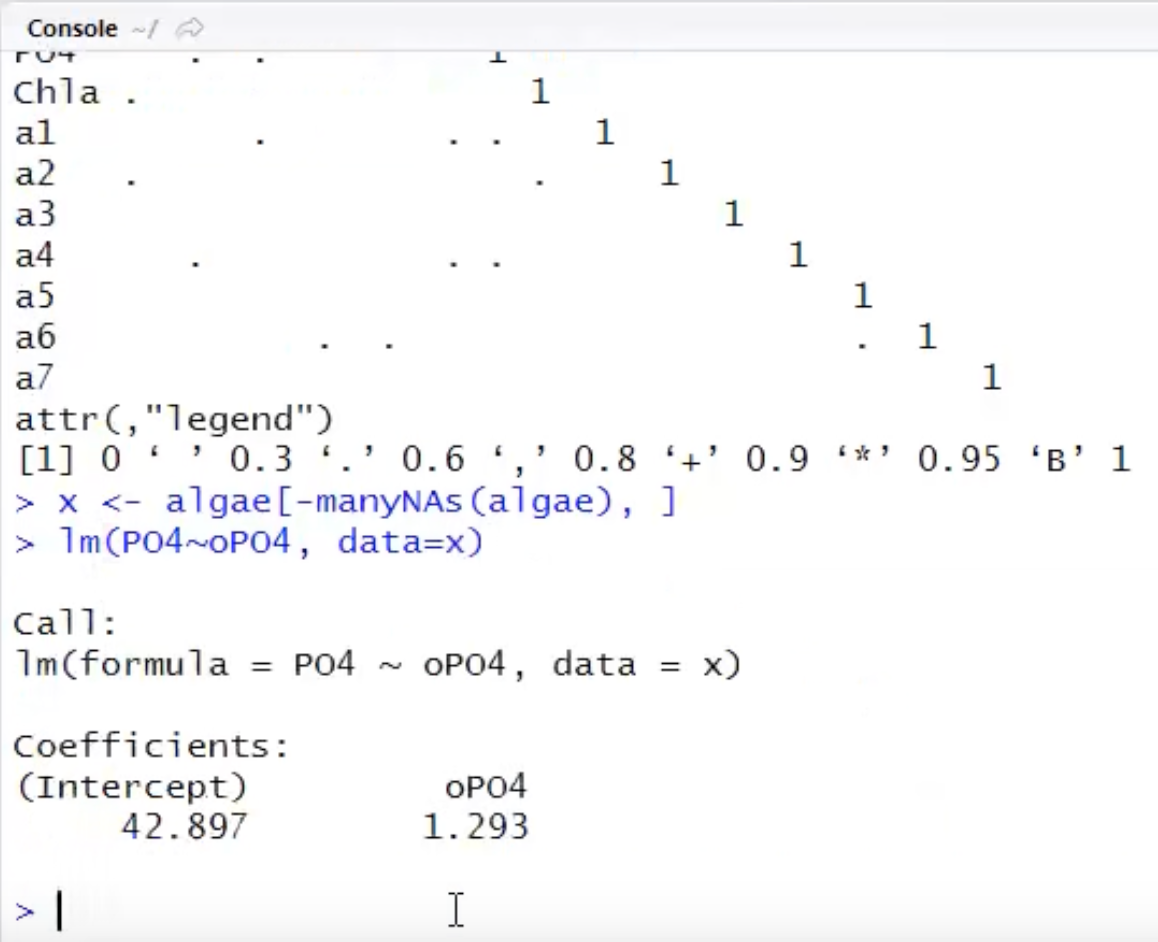 Console ~/
PO4 . . 1
Chla . 1
a1 . . . 1
a2 . . 1
a3 1
a4 . . . 1
a5 1
a6 . . . 1
a7 1
attr(,"legend")
[1] 0 ‘ ’ 0.3 ‘.’ 0.6 ‘,’ 0.8 ‘+’ 0.9 ‘*’ 0.95 ‘B’ 1
> x <- algae[-manyNAs(algae), ]
> lm(PO4~oPO4, data=x)
Call:
lm(formula = PO4 ~ oPO4, data = x)
Coefficients:
(Intercept) oPO4
42.897 1.293
>